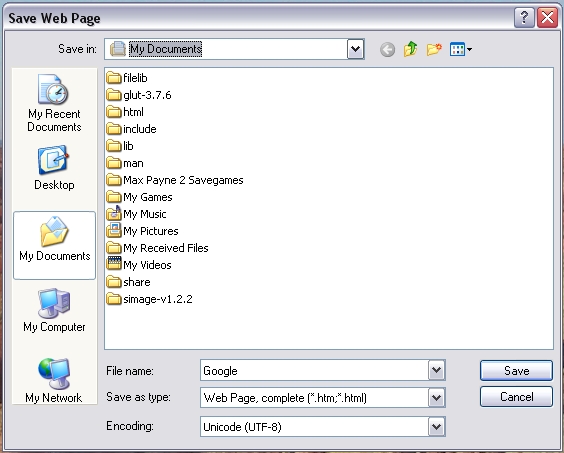 Save Web Page
Save in: My Documents
My Recent
Documents
Desktop
My Documents
My Computer
My Network
filelib
glut-3.7.6
html
include
lib
man
Max Payne 2 Savegames
My Games
My Music
My Pictures
My Received Files
My Videos
share
simage-v1.2.2
File name: Google Save
Save as type: Web Page, complete (*.htm;*.html) Cancel
Encoding: Unicode (UTF-8)